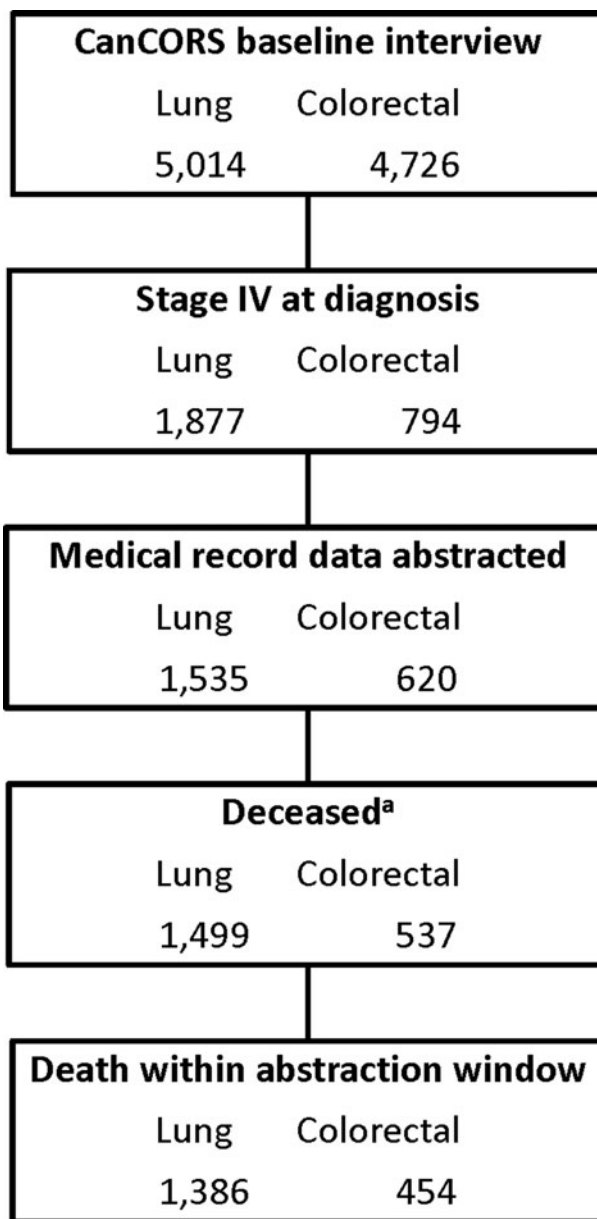 CanCORS baseline interview
Lung Colorectal
5,014 4,726
Stage IV at diagnosis
Lung Colorectal
1,877 794
Medical record data abstracted
Lung Colorectal
1,535 620
Deceasedᵃ
Lung Colorectal
1,499 537
Death within abstraction window
Lung Colorectal
1,386 454